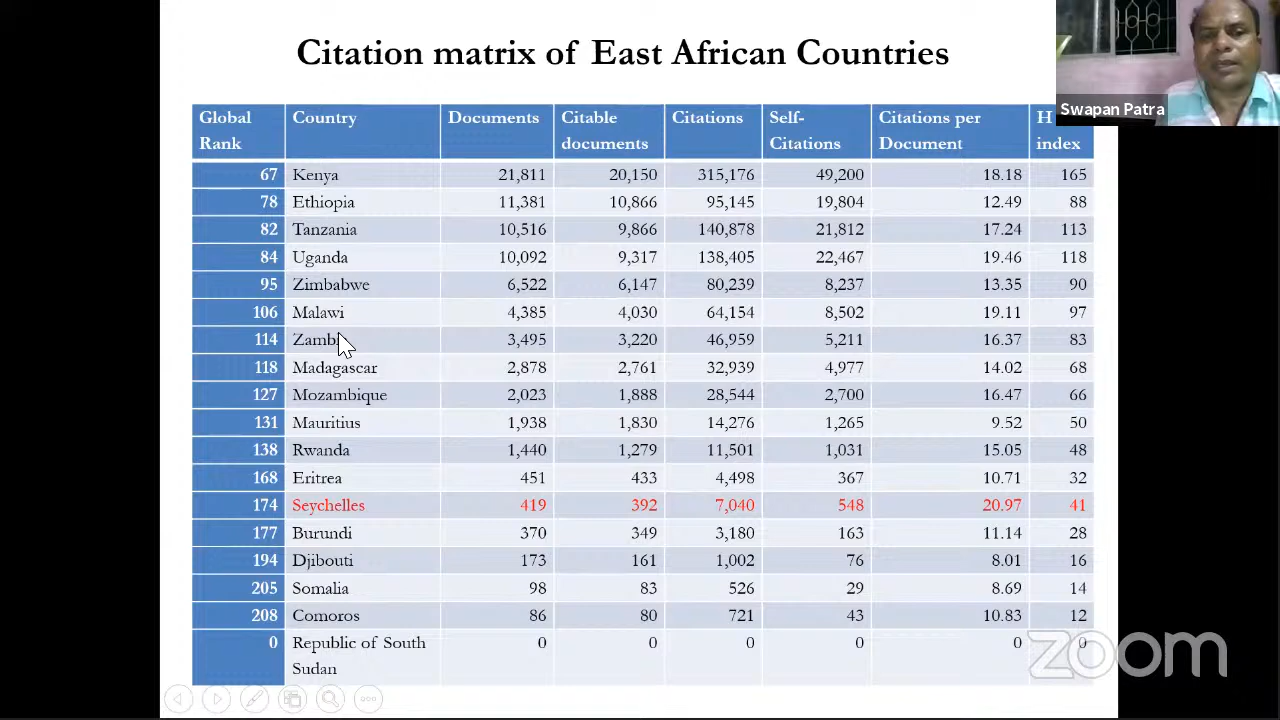 Citation matrix of East African Countries
Swapan Patra
Global Rank Country Documents Citable documents Citations Self-Citations Citations per Document H index
67 Kenya 21,811 20,150 315,176 49,200 18.18 165
78 Ethiopia 11,381 10,866 95,145 19,804 12.49 88
82 Tanzania 10,516 9,866 140,878 21,812 17.24 113
84 Uganda 10,092 9,317 138,405 22,467 19.46 118
95 Zimbabwe 6,522 6,147 80,239 8,237 13.35 90
106 Malawi 4,385 4,030 64,154 8,502 19.11 97
114 3,495 3,220 46,959 5,211 16.37 83
118 Madagascar 2,878 2,761 32,939 4,977 14.02 68
127 Mozambique 2,023 1,888 28,544 2,700 16.47 66
131 Mauritius 1,938 1,830 14,276 1,265 9.52 50
138 Rwanda 1,440 1,279 11,501 1,031 15.05 48
168 Eritrea 451 433 4,498 367 10.71 32
174 Seychelles 419 392 7,040 548 20.97 41
177 Burundi 370 349 3,180 163 11.14 28
194 Djibouti 173 161 1,002 76 8.01 16
205 Somalia 98 83 526 29 8.69 14
208 Comoros 86 80 721 43 10.83 12
0 Republic of South Sudan 0 0 0 0 0 0
zoom